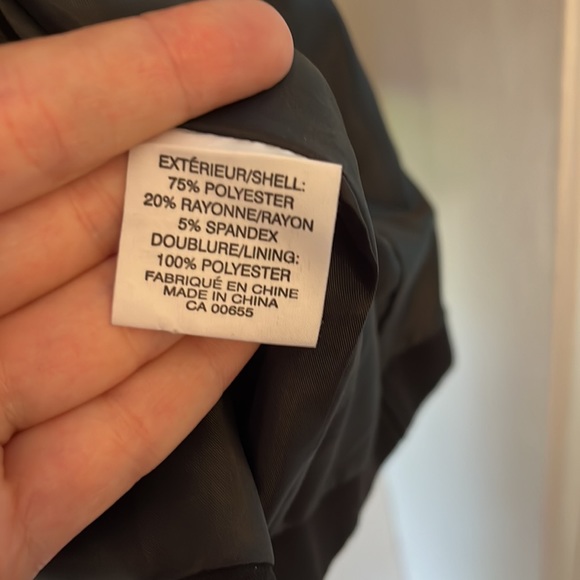 EXTÉRIEUR/SHELL:
75% POLYESTER
20% RAYONNE/RAYON
5% SPANDEX
DOUBLURE/LINING:
100% POLYESTER
FABRIQUÉ EN CHINE
MADE IN CHINA
CA 00655